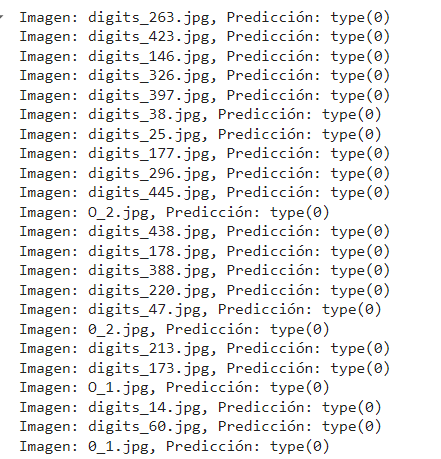 Imagen: digits_263.jpg, Predicción: type(0)
Imagen: digits_423.jpg, Predicción: type(0)
Imagen: digits_146.jpg, Predicción: type(0)
Imagen: digits_326.jpg, Predicción: type(0)
Imagen: digits_397.jpg, Predicción: type(0)
Imagen: digits_38.jpg, Predicción: type(0)
Imagen: digits_25.jpg, Predicción: type(0)
Imagen: digits_177.jpg, Predicción: type(0)
Imagen: digits_296.jpg, Predicción: type(0)
Imagen: digits_445.jpg, Predicción: type(0)
Imagen: O_2.jpg, Predicción: type(0)
Imagen: digits_438.jpg, Predicción: type(0)
Imagen: digits_178.jpg, Predicción: type(0)
Imagen: digits_388.jpg, Predicción: type(0)
Imagen: digits_220.jpg, Predicción: type(0)
Imagen: digits_47.jpg, Predicción: type(0)
Imagen: 0_2.jpg, Predicción: type(0)
Imagen: digits_213.jpg, Predicción: type(0)
Imagen: digits_173.jpg, Predicción: type(0)
Imagen: O_1.jpg, Predicción: type(0)
Imagen: digits_14.jpg, Predicción: type(0)
Imagen: digits_60.jpg, Predicción: type(0)
Imagen: 0_1.jpg, Predicción: type(0)